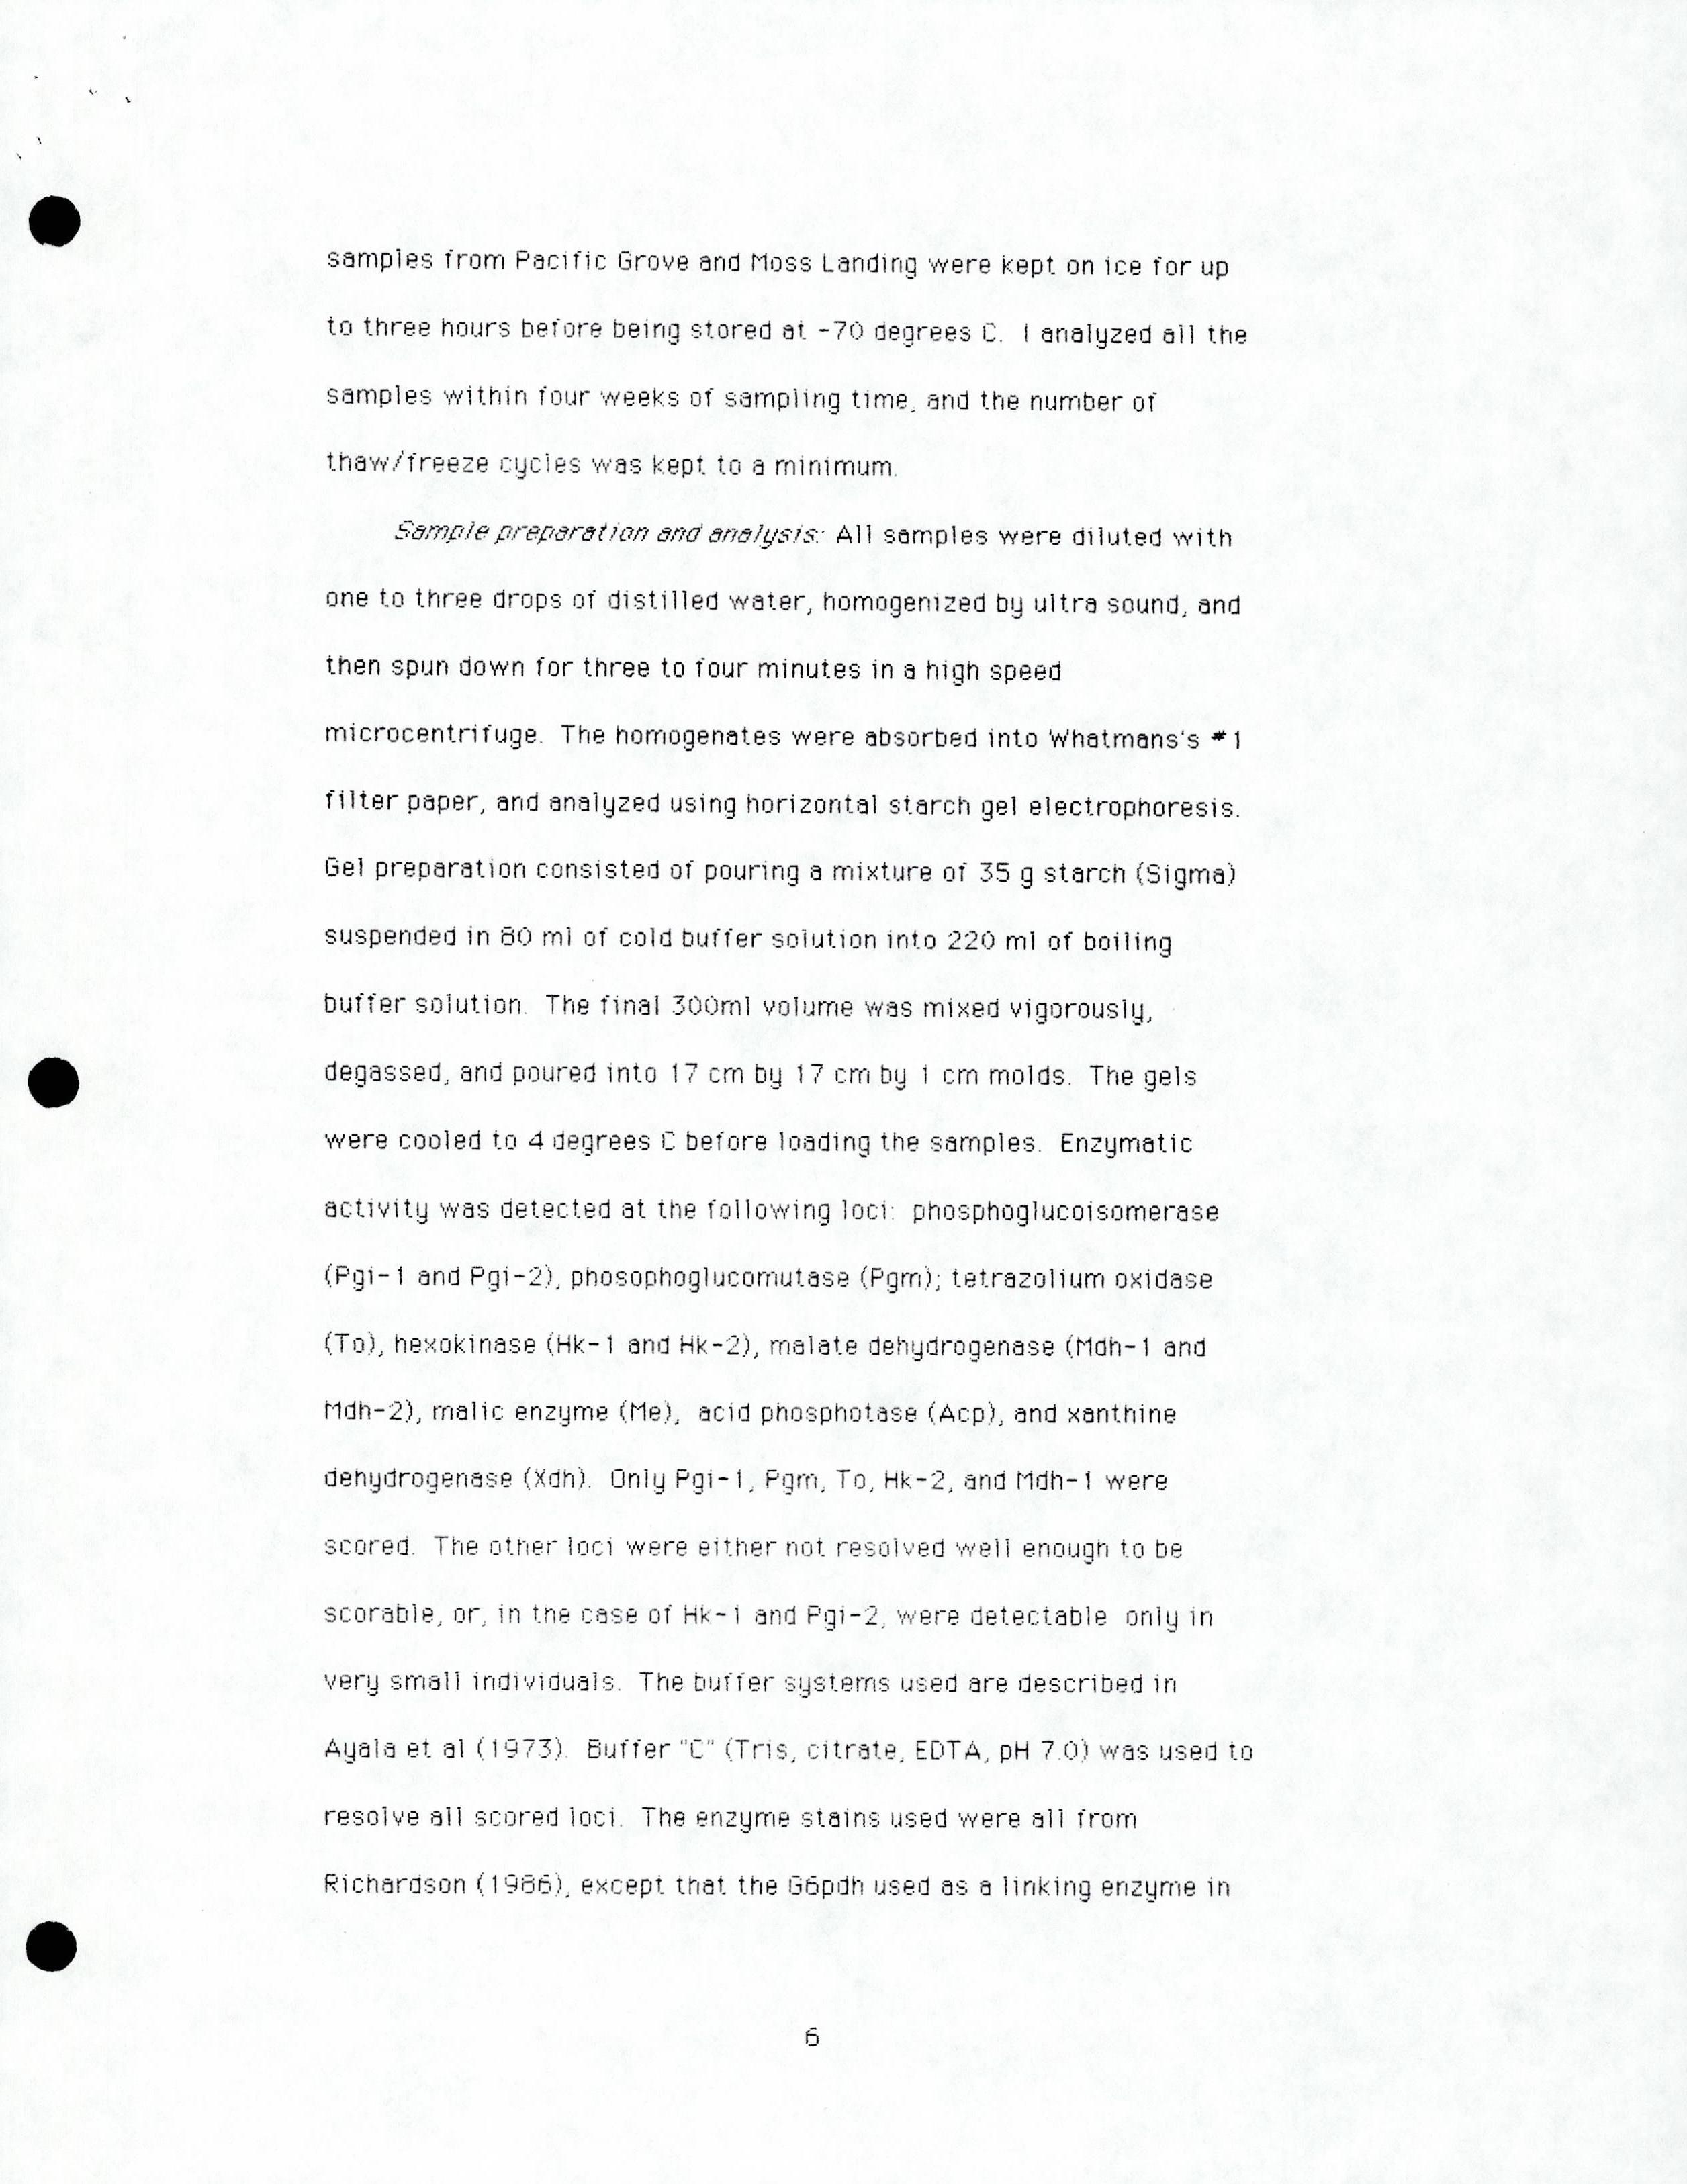 samples from Pacific Grove and Moss Landing were kept on ice for up
to three hours before being stored at -70 degrees C.  I analyzed all the
samples within four weeks of sampling time, and the number of
thaw/freeze cycles was kept to a minimum.
Sample preparation and analysis: All samples were diluted with
one to three drops of distilled water, homogenized by ultra sound, and
then spun down for three to four minutes in a high speed
microcentrifuge.  The homogenates were absorbed into Whatmans's #1
filter paper, and analyzed using horizontal starch gel electrophoresis.
Gel preparation consisted of pouring a mixture of 35 g starch (Sigma)
suspended in 80 ml of cold buffer solution into 220 ml of boiling
buffer solution.  The final 300ml volume was mixed vigorously,
degassed, and poured into 17 cm by 17 cm by 1 cm molds.  The gels
were cooled to 4 degrees C before loading the samples.  Enzymatic
activity was detected at the following loci:  phosphoglucoisomerase
(Pgi-1 and Pgi-2), phosophoglucomutase (Pgm); tetrazolium oxidase
(To), hexokinase (Hk-1 and Hk-2), malate dehydrogenase (Mdh-1 and
Mdh-2), malic enzyme (Me),  acid phosphotase (Acp), and xanthine
dehydrogenase (Xdh).  Only Pgi-1, Pgm, To, Hk-2, and Mdh-1 were
scored.  The other loci were either not resolved well enough to be
scorable, or, in the case of Hk-1 and Pgi-2, were detectable  only in
very small individuals.  The buffer systems used are described in
Ayala et al (1973).  Buffer "C" (Tris, citrate, EDTA, pH 7.0) was used to
resolve all scored loci.  The enzyme stains used were all from
Richardson (1986), except that the G6pdh used as a linking enzyme in
6